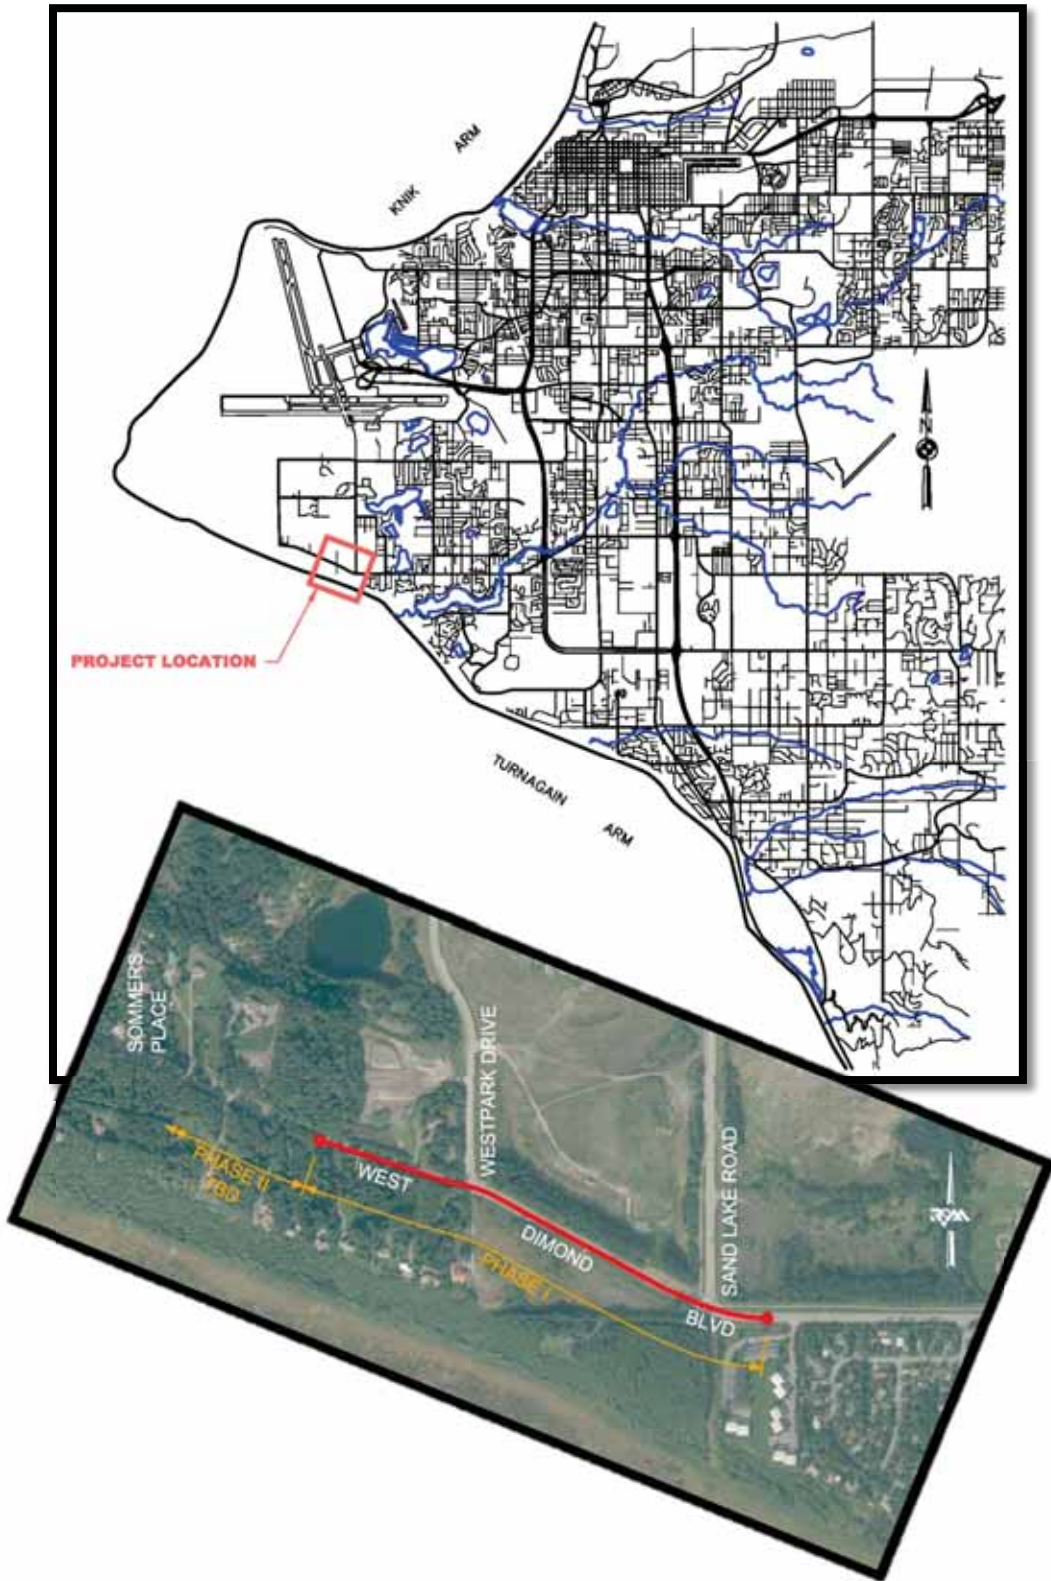 KNIK ARM
N
PROJECT LOCATION
TURNAGAIN ARM
SOMMERS
PLACE
WESTPARK DRIVE
SAND LAKE ROAD
PHASE II
TBD
WEST DIMOND BLVD
PHASE I